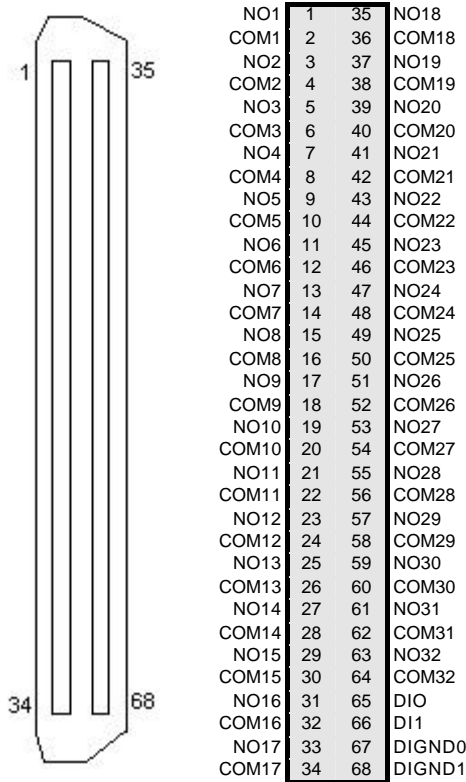 1 35
34 68
NO1 1 35 NO18
COM1 2 36 COM18
NO2 3 37 NO19
COM2 4 38 COM19
NO3 5 39 NO20
COM3 6 40 COM20
NO4 7 41 NO21
COM4 8 42 COM21
NO5 9 43 NO22
COM5 10 44 COM22
NO6 11 45 NO23
COM6 12 46 COM23
NO7 13 47 NO24
COM7 14 48 COM24
NO8 15 49 NO25
COM8 16 50 COM25
NO9 17 51 NO26
COM9 18 52 COM26
NO10 19 53 NO27
COM10 20 54 COM27
NO11 21 55 NO28
COM11 22 56 COM28
NO12 23 57 NO29
COM12 24 58 COM29
NO13 25 59 NO30
COM13 26 60 COM30
NO14 27 61 NO31
COM14 28 62 COM31
NO15 29 63 NO32
COM15 30 64 COM32
NO16 31 65 DIO
COM16 32 66 DI1
NO17 33 67 DIGND0
COM17 34 68 DIGND1